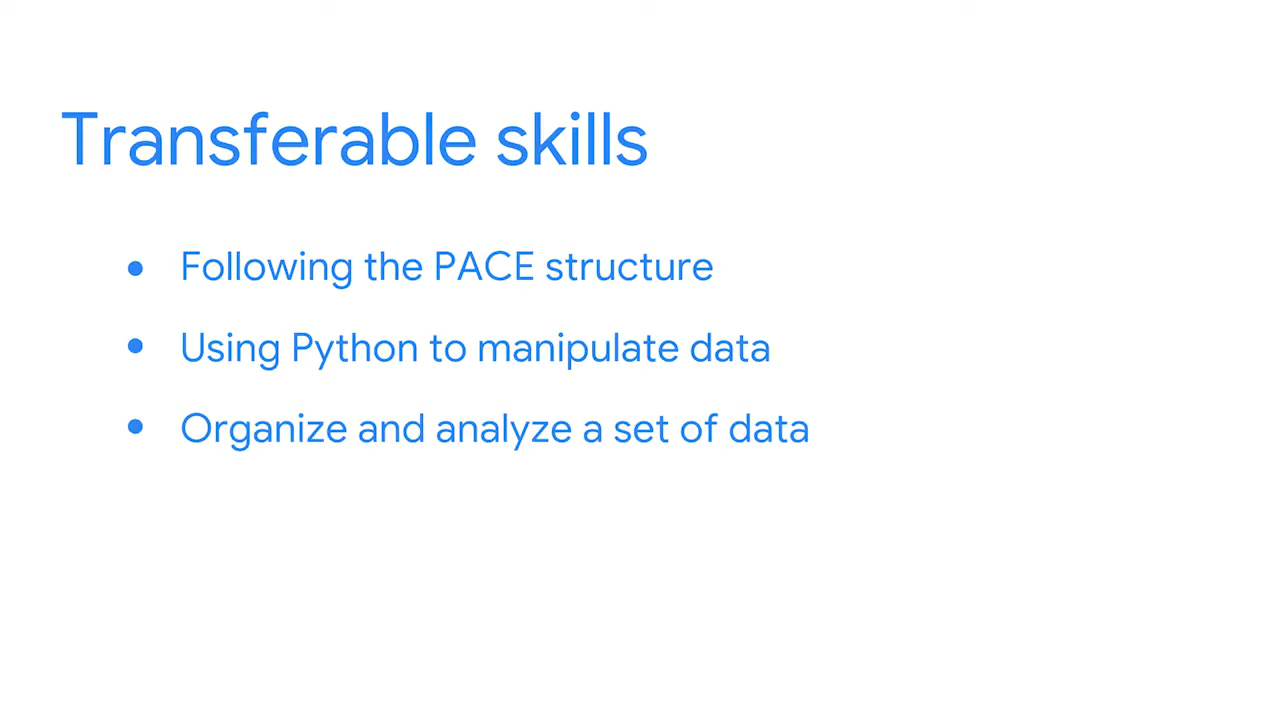 Transferable skills
• Following the PACE structure
• Using Python to manipulate data
• Organize and analyze a set of data